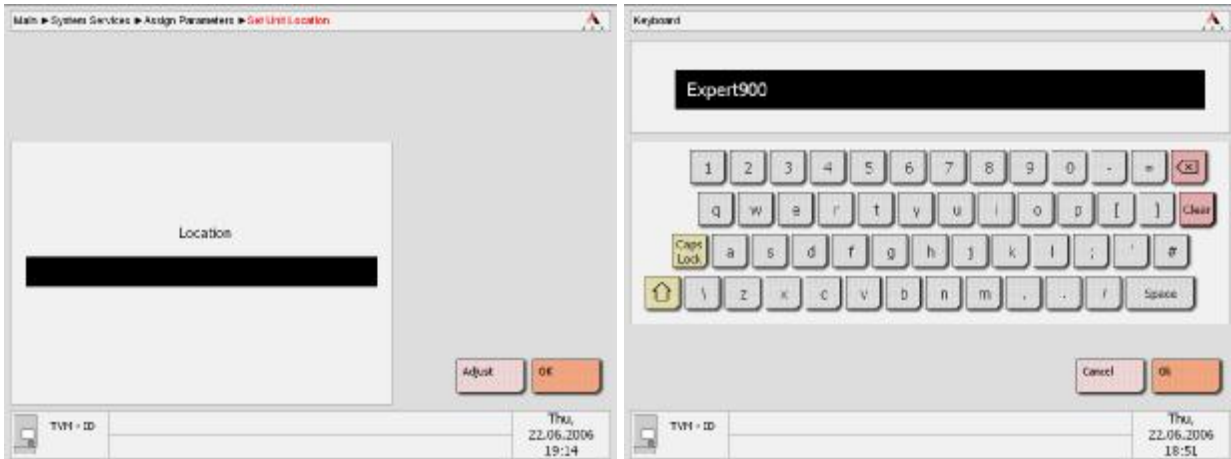 Main ▶ System Services ▶ Assign Parameters ▶ Set Unit Location
Location
Adjust OK
TVM - ID
Thu,
22.06.2006
19:14
Keyboard
Expert900
1 2 3 4 5 6 7 8 9 0 - =
q w e r t y u i o p [ ] Clear
Caps Lock a s d f g h j k l ; ' #
\ z x c v b n m , . / Space
Cancel Ok
TVM - ID
Thu,
22.06.2006
18:51